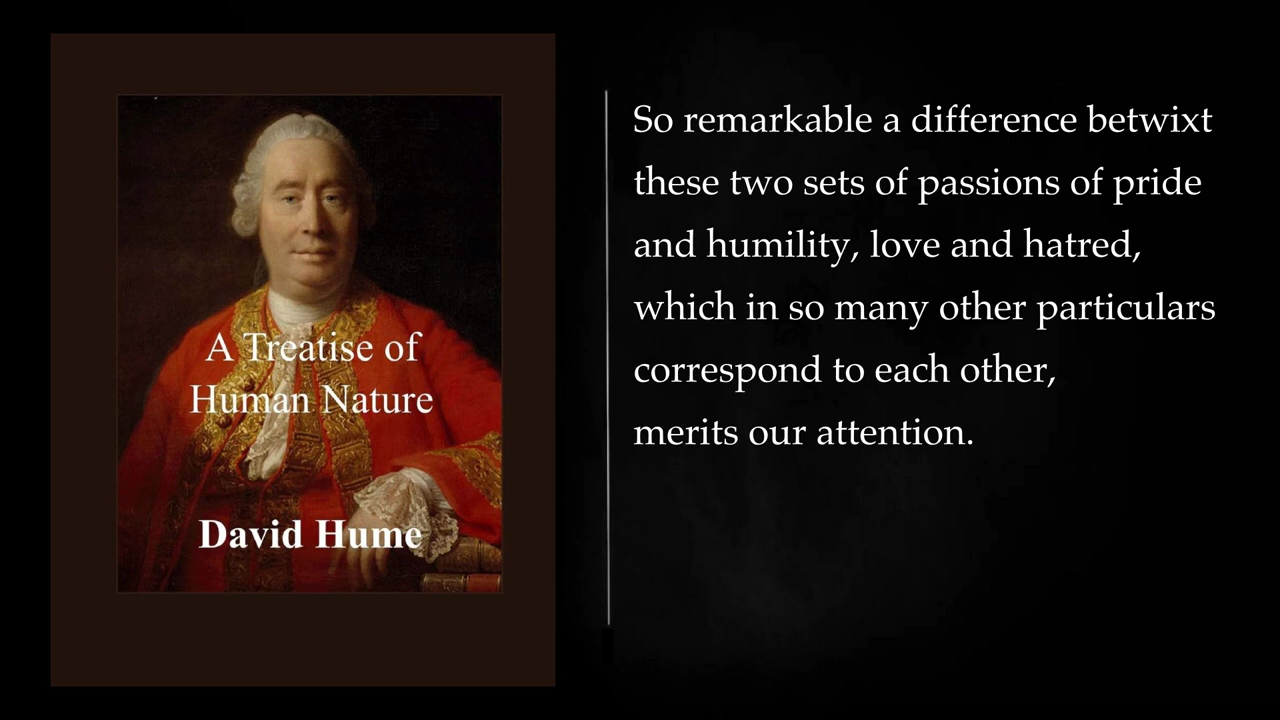 A Treatise of
Human Nature
David Hume
So remarkable a difference betwixt
these two sets of passions of pride
and humility, love and hatred,
which in so many other particulars
correspond to each other,
merits our attention.